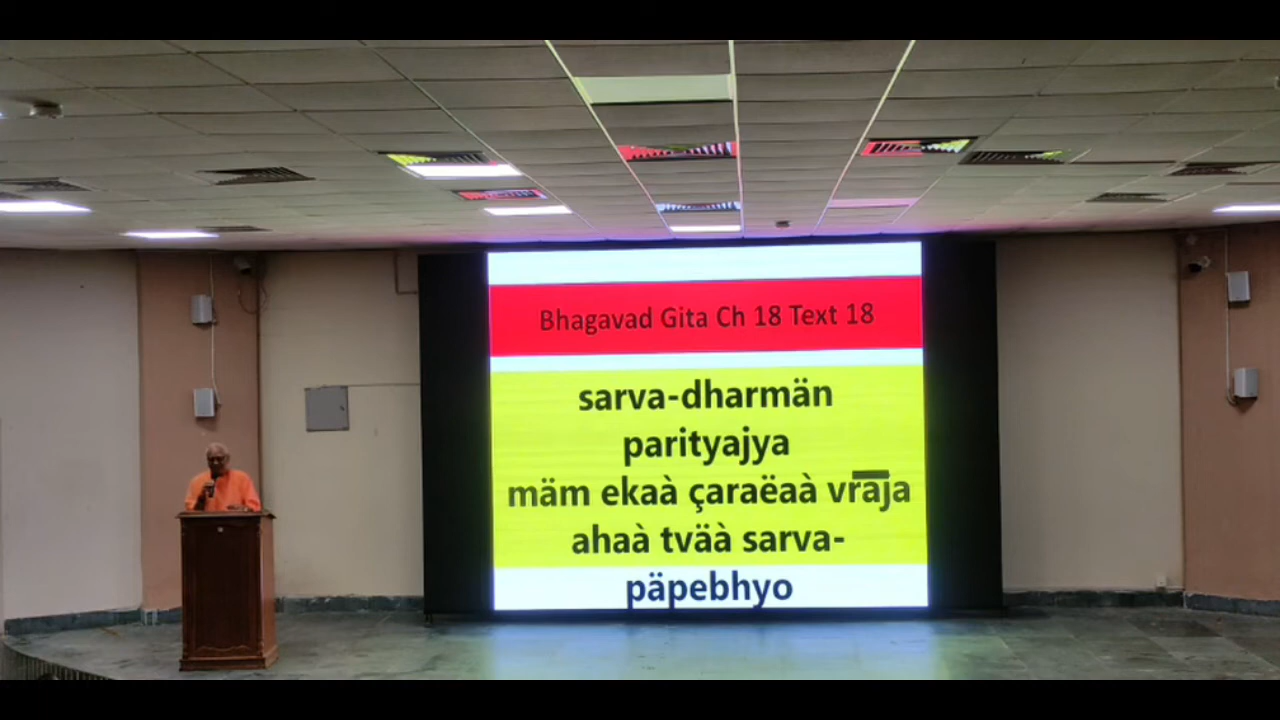 Bhagavad Gita Ch 18 Text 18
sarva-dharmän
parityajya
mäm ekaà çaraëaà vraja
ahaà tväà sarva-
päpebhyo